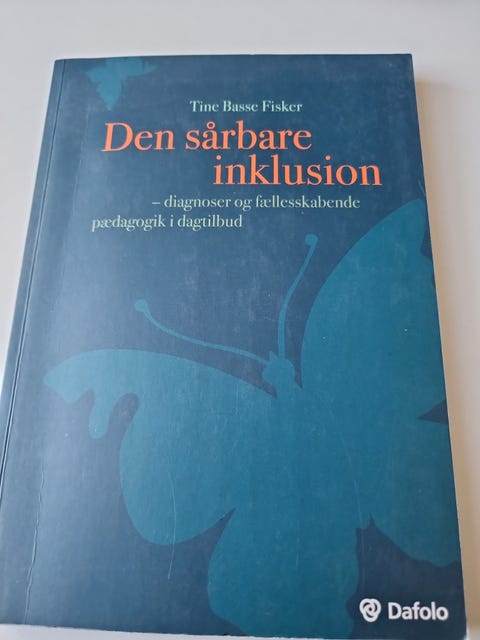 Tine Basse Fisker
Den sårbare
inklusion
– diagnoser og fællesskabende
pædagogik i dagtilbud
Dafolo